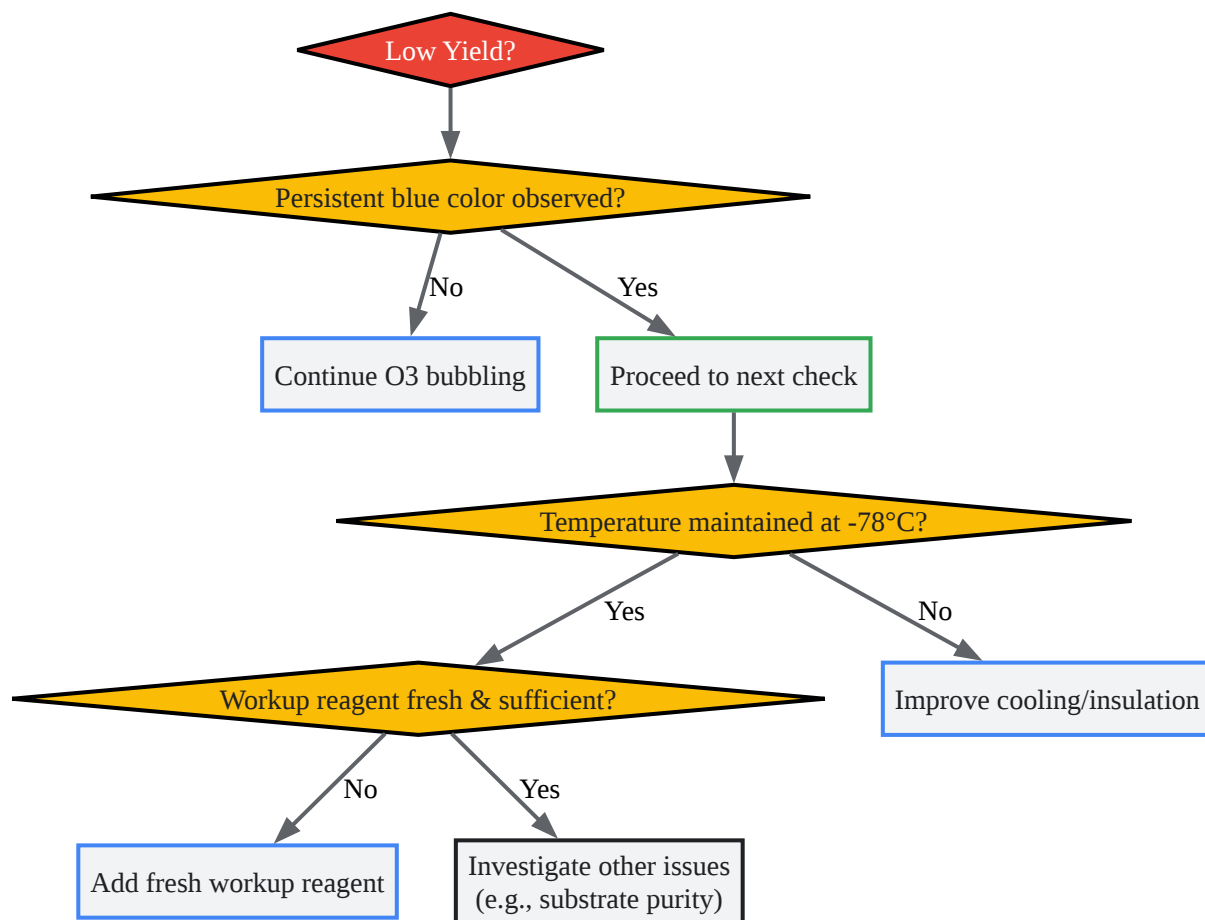 Low Yield?
Persistent blue color observed?
No
Yes
Continue O3 bubbling
Proceed to next check
Temperature maintained at -78°C?
Yes
No
Workup reagent fresh & sufficient?
Improve cooling/insulation
No
Yes
Add fresh workup reagent
Investigate other issues
(e.g., substrate purity)